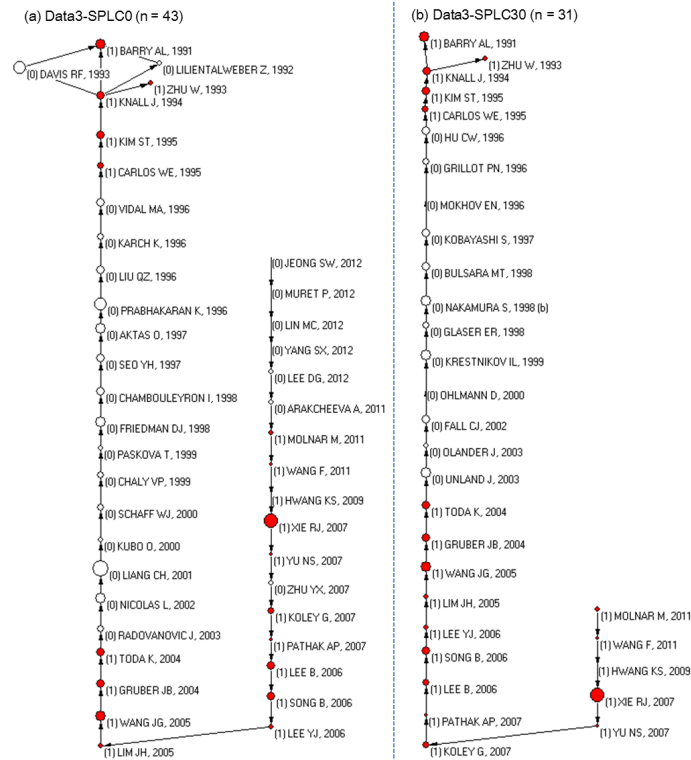 (a) Data3-SPLC0 (n = 43)
(1) BARRY AL, 1991
(0) LILIENTALWEBER Z, 1992
(0) DAVIS RF, 1993
(1) ZHU W, 1993
(1) KNALL J, 1994
(1) KIM ST, 1995
(1) CARLOS WE, 1995
(0) VIDAL MA, 1996
(0) KARCH K, 1996
(0) LIU QZ, 1996
(0) PRABHAKARAN K, 1996
(0) AKTAS O, 1997
(0) SEO YH, 1997
(0) CHAMBOULEYRON I, 1998
(0) FRIEDMAN DJ, 1998
(0) PASKOVA T, 1999
(0) CHALY VP, 1999
(0) SCHAFF WJ, 2000
(0) KUBO O, 2000
(0) LIANG CH, 2001
(0) NICOLAS L, 2002
(0) RADOVANOVIC J, 2003
(1) TODA K, 2004
(1) GRUBER JB, 2004
(1) WANG JG, 2005
(1) LIM JH, 2005
(0) JEONG SW, 2012
(0) MURET P, 2012
(0) LIN MC, 2012
(0) YANG SX, 2012
(0) LEE DG, 2012
(0) ARAKCHEEVA A, 2011
(1) MOLNAR M, 2011
(1) WANG F, 2011
(1) HWANG KS, 2009
(1) XIE RJ, 2007
(1) YU NS, 2007
(0) ZHU YX, 2007
(1) KOLEY G, 2007
(1) PATHAK AP, 2007
(1) LEE B, 2006
(1) SONG B, 2006
(1) LEE YJ, 2006
(b) Data3-SPLC30 (n = 31)
(1) BARRY AL, 1991
(1) ZHU W, 1993
(1) KNALL J, 1994
(1) KIM ST, 1995
(1) CARLOS WE, 1995
(0) HU CW, 1996
(0) GRILLOT PN, 1996
(0) MOKHOV EN, 1996
(0) KOBAYASHI S, 1997
(0) BULSARA MT, 1998
(0) NAKAMURA S, 1998 (b)
(0) GLASER ER, 1998
(0) KRESTNIKOV IL, 1999
(0) OHLMANN D, 2000
(0) FALL CJ, 2002
(0) OLANDER J, 2003
(0) UNLAND J, 2003
(1) TODA K, 2004
(1) GRUBER JB, 2004
(1) WANG JG, 2005
(1) LIM JH, 2005
(1) LEE YJ, 2006
(1) SONG B, 2006
(1) LEE B, 2006
(1) PATHAK AP, 2007
(1) KOLEY G, 2007
(1) MOLNAR M, 2011
(1) WANG F, 2011
(1) HWANG KS, 2009
(1) XIE RJ, 2007
(1) YU NS, 2007